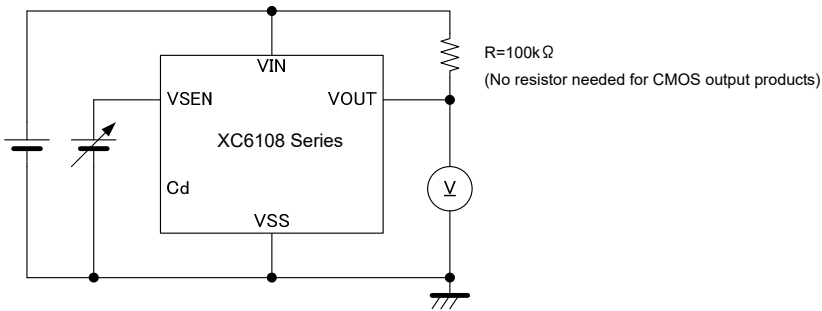 R=100kΩ
(No resistor needed for CMOS output products)
VIN
VSEN
VOUT
XC6108 Series
Cd
V
VSS